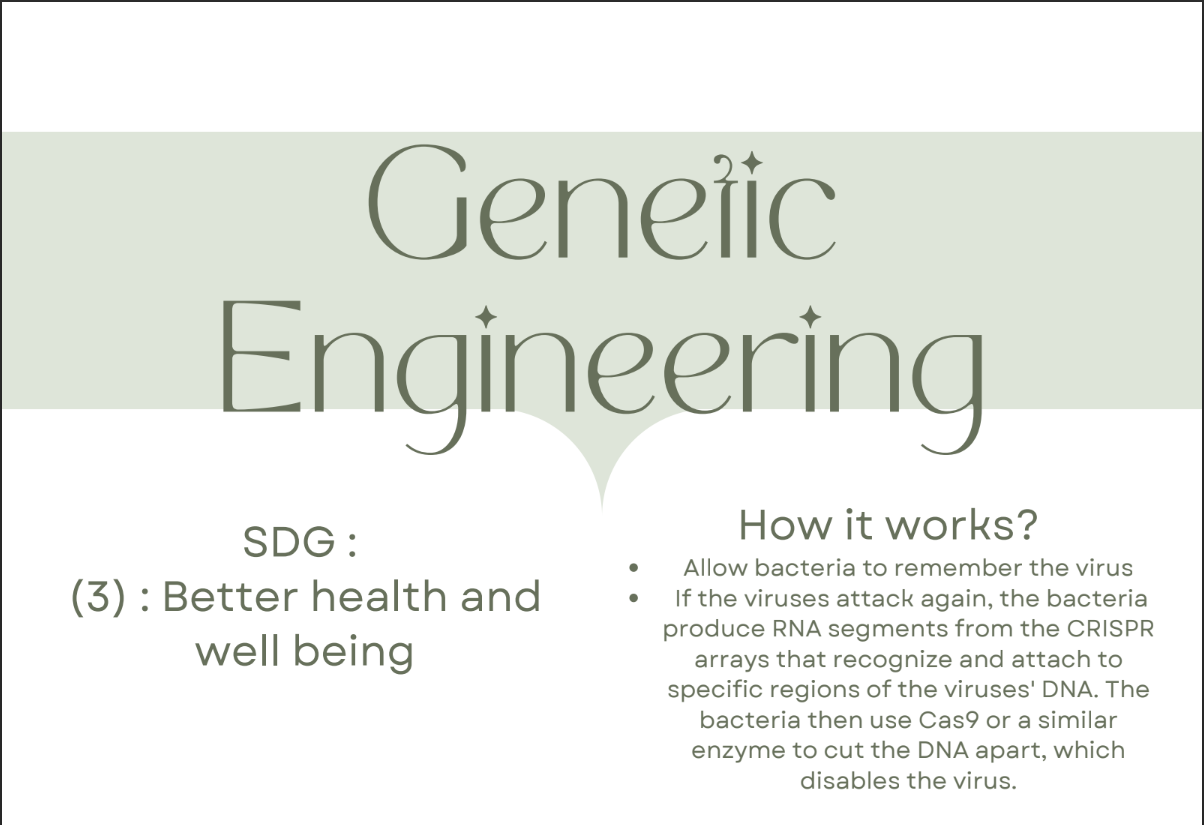 Genetic
Engineering
SDG :
(3) : Better health and
well being
How it works?
• Allow bacteria to remember the virus
• If the viruses attack again, the bacteria
produce RNA segments from the CRISPR
arrays that recognize and attach to
specific regions of the viruses' DNA. The
bacteria then use Cas9 or a similar
enzyme to cut the DNA apart, which
disables the virus.